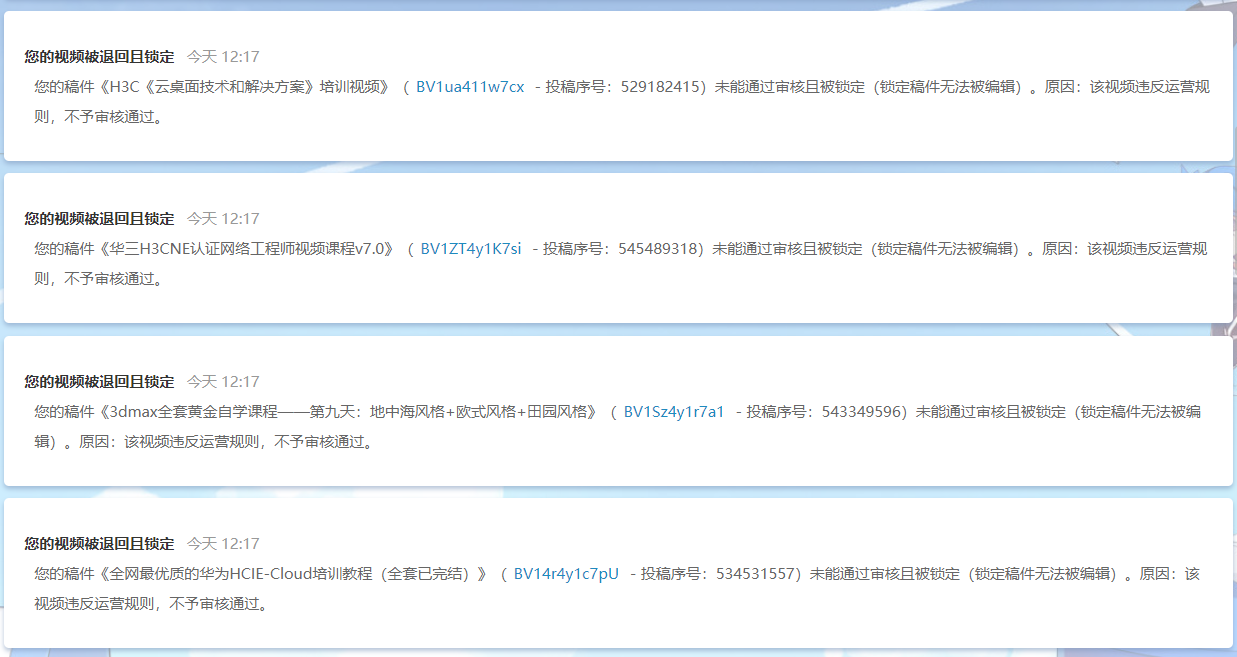 您的视频被退回且锁定 今天 12:17
您的稿件《H3C《云桌面技术和解决方案》培训视频》（ BV1ua411w7cx - 投稿序号：529182415）未能通过审核且被锁定（锁定稿件无法被编辑）。原因：该视频违反运营规
则，不予审核通过。
您的视频被退回且锁定 今天 12:17
您的稿件《华三H3CNE认证网络工程师视频课程v7.0》（ BV1ZT4y1K7si - 投稿序号：545489318）未能通过审核且被锁定（锁定稿件无法被编辑）。原因：该视频违反运营规
则，不予审核通过。
您的视频被退回且锁定 今天 12:17
您的稿件《3dmax全套黄金自学课程——第九天：地中海风格+欧式风格+田园风格》（ BV1Sz4y1r7a1 - 投稿序号：543349596）未能通过审核且被锁定（锁定稿件无法被编
辑）。原因：该视频违反运营规则，不予审核通过。
您的视频被退回且锁定 今天 12:17
您的稿件《全网最优质的华为HCIE-Cloud培训教程（全套已完结）》（ BV14r4y1c7pU - 投稿序号：534531557）未能通过审核且被锁定（锁定稿件无法被编辑）。原因：该
视频违反运营规则，不予审核通过。